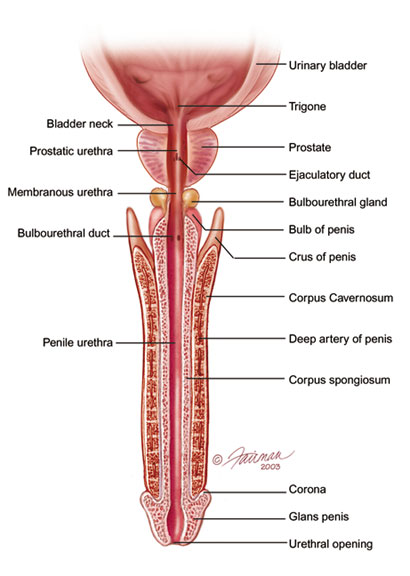 Urinary bladder
Trigone
Bladder neck
Prostatic urethra
Prostate
Ejaculatory duct
Membranous urethra
Bulbourethral gland
Bulb of penis
Bulbourethral duct
Crus of penis
Corpus Cavernosum
Penile urethra
Deep artery of penis
Corpus spongiosum
© Fairman
2003
Corona
Glans penis
Urethral opening